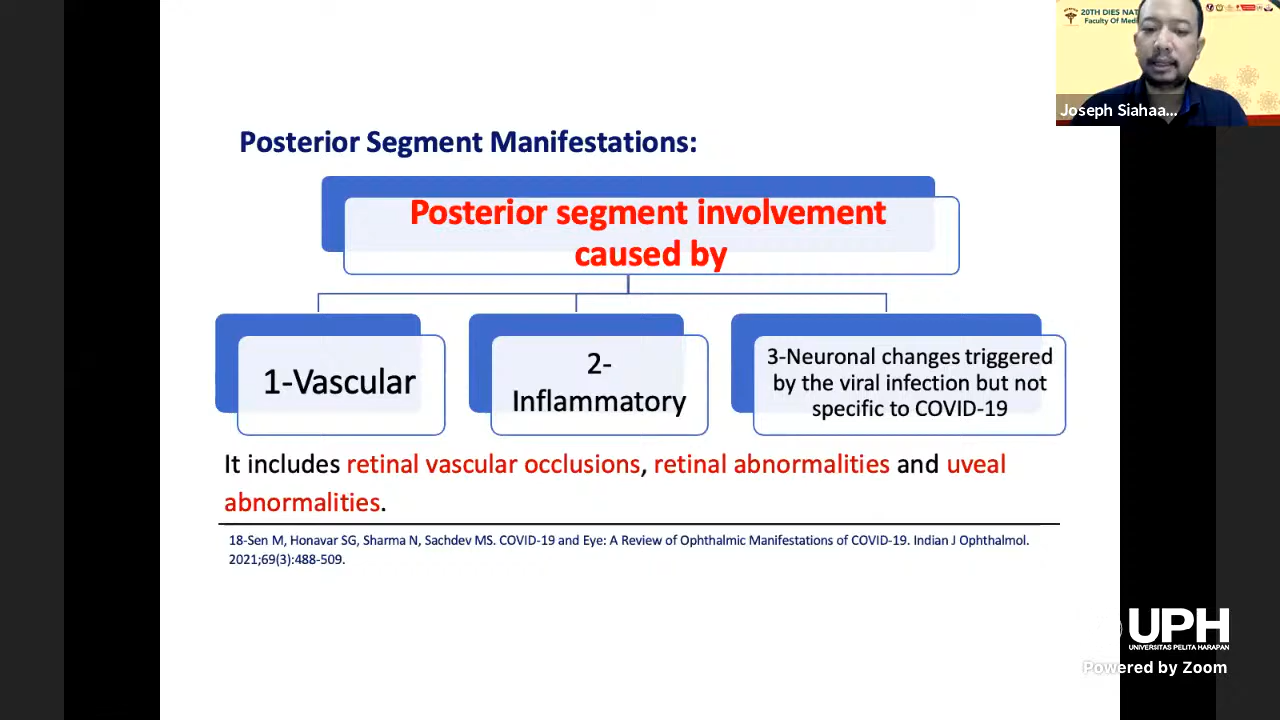 20TH DIES NAT
Faculty Of Medi
Joseph Siahaa...
Posterior Segment Manifestations:
Posterior segment involvement
caused by
1-Vascular
2-
Inflammatory
3-Neuronal changes triggered
by the viral infection but not
specific to COVID-19
It includes retinal vascular occlusions, retinal abnormalities and uveal
abnormalities.
18-Sen M, Honavar SG, Sharma N, Sachdev MS. COVID-19 and Eye: A Review of Ophthalmic Manifestations of COVID-19. Indian J Ophthalmol.
2021;69(3):488-509.
UPH
UNIVERSITAS PELITA HARAPAN
Powered by Zoom